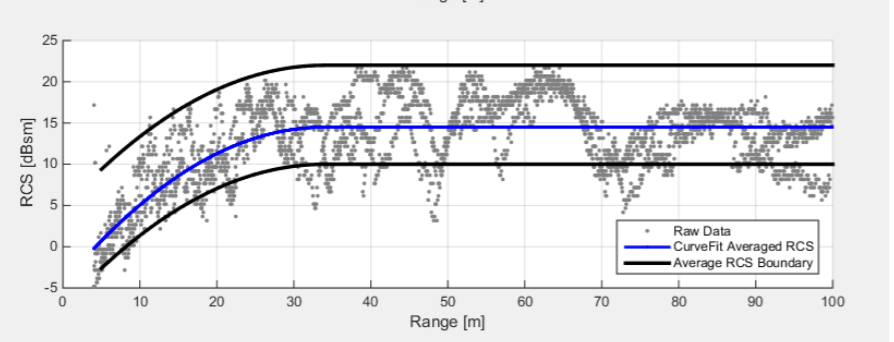 25
20
15
10
5
0
-5
RCS [dBsm]
Raw Data
CurveFit Averaged RCS
Average RCS Boundary
0 10 20 30 40 50 60 70 80 90 100
Range [m]